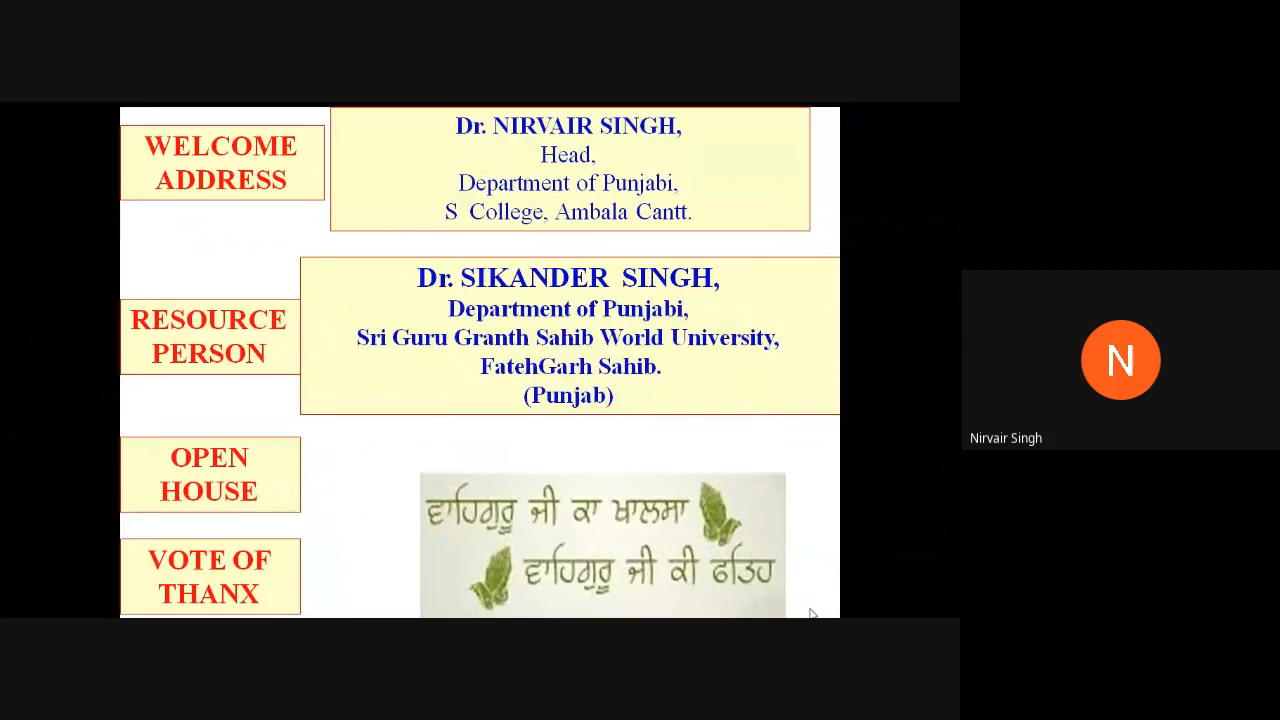 WELCOME
ADDRESS
Dr. NIRVAIR SINGH,
Head,
Department of Punjabi,
S College, Ambala Cantt.
RESOURCE
PERSON
Dr. SIKANDER SINGH,
Department of Punjabi,
Sri Guru Granth Sahib World University,
FatehGarh Sahib.
(Punjab)
OPEN
HOUSE
ਵਾਹਿਗੁਰੂ ਜੀ ਕਾ ਖਾਲਸਾ
ਵਾਹਿਗੁਰੂ ਜੀ ਕੀ ਫਤਿਹ
VOTE OF
THANX
N
Nirvair Singh